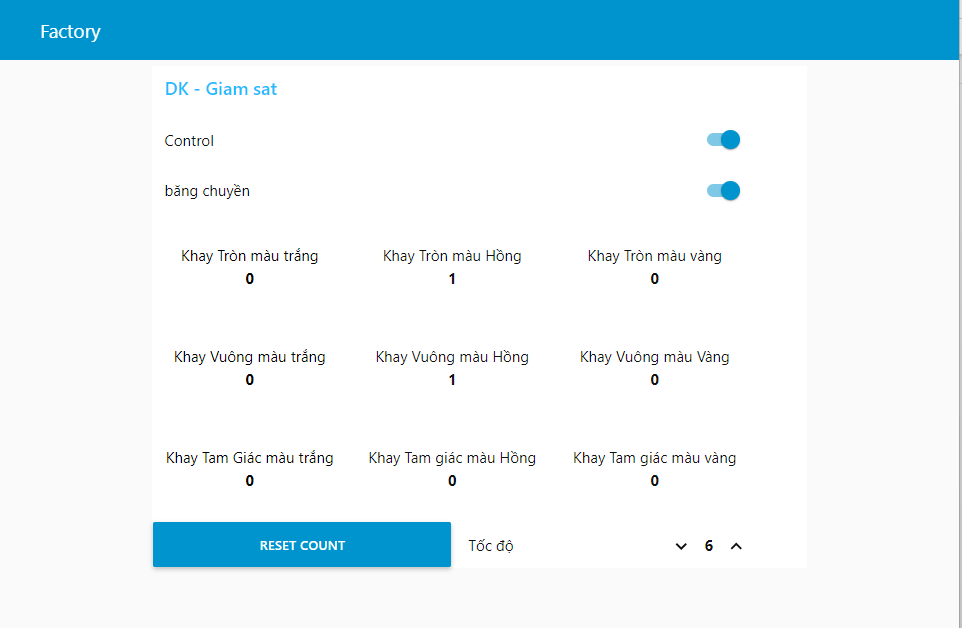 Factory
DK - Giam sat
Control
băng chuyền
Khay Tròn màu trắng Khay Tròn màu Hồng Khay Tròn màu vàng
0 1 0
Khay Vuông màu trắng Khay Vuông màu Hồng Khay Vuông màu Vàng
0 1 0
Khay Tam Giác màu trắng Khay Tam giác màu Hồng Khay Tam giác màu vàng
0 0 0
RESET COUNT Tốc độ 6